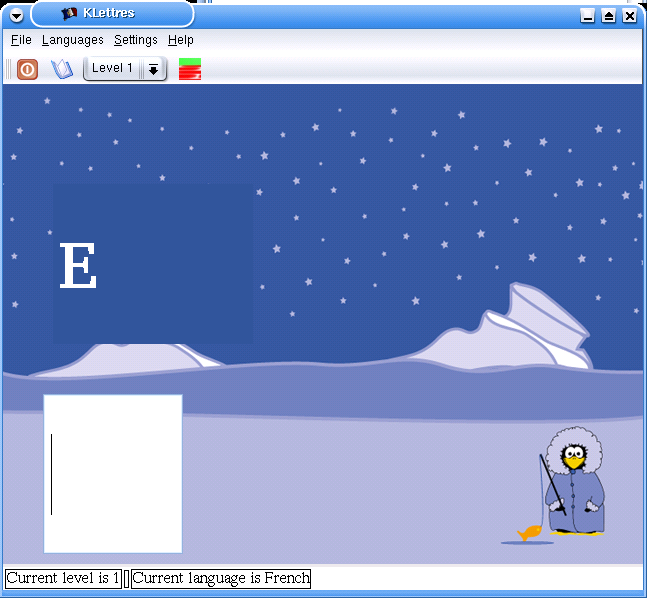 KLettres
File Languages Settings Help
Level 1
E
Current level is 1 Current language is French